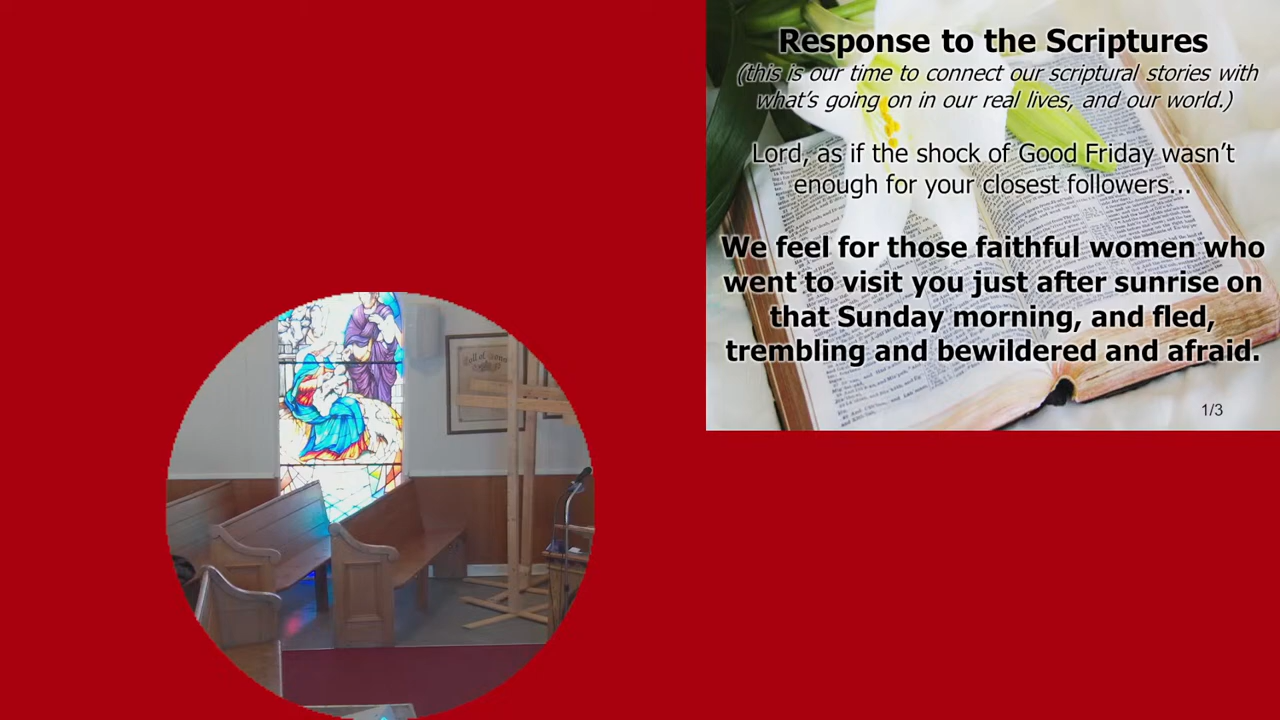 Response to the Scriptures
(this is our time to connect our scriptural stories with
what's going on in our real lives, and our world.)
Lord, as if the shock of Good Friday wasn't
enough for your closest followers...
We feel for those faithful women who
went to visit you just after sunrise on
that Sunday morning, and fled,
trembling and bewildered and afraid.
1/3